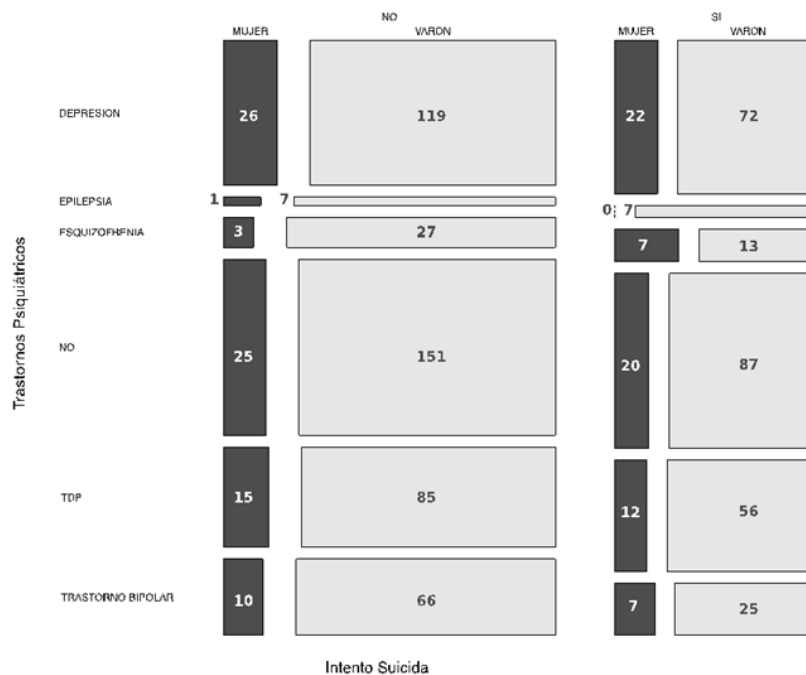 NO SI
MUJER VARON MUJER VARON
DEPRESION 26 119 22 72
EPILEPSIA 1 7 0 7
ESQUIZOFRENIA 3 27 7 13
NO 25 151 20 87
TDP 15 85 12 56
TRASTORNO BIPOLAR 10 66 7 25
Trastornos Psiquiátricos
Intento Suicida